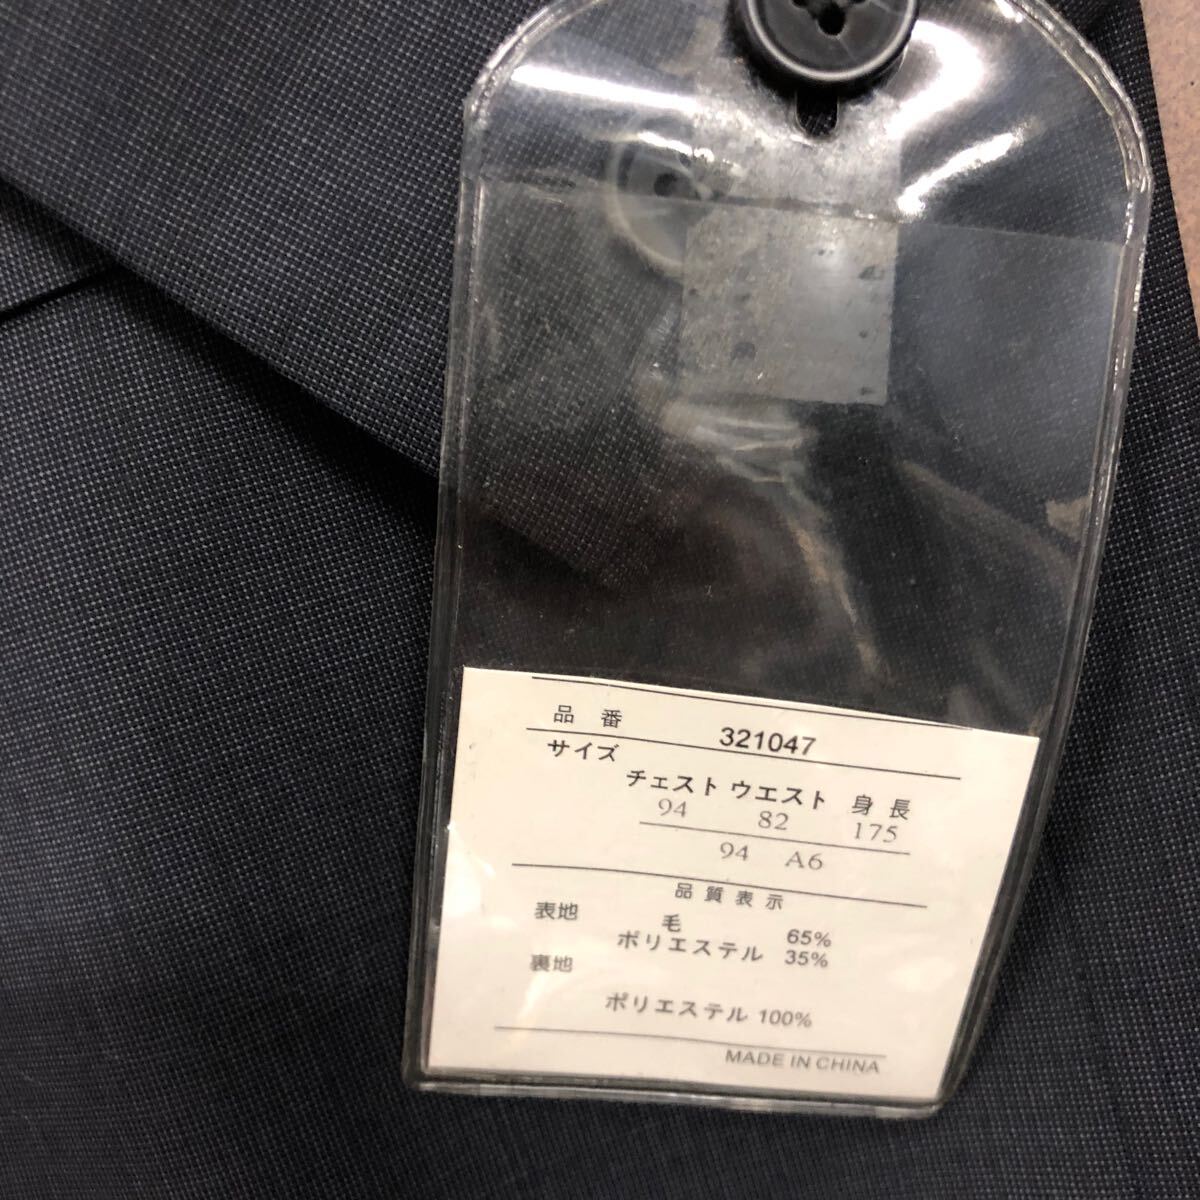 品番 321047
サイズ
チェスト ウエスト 身長
94 82 175
94 A6
品質表示
表地 毛 65%
ポリエステル 35%
裏地
ポリエステル 100%
MADE IN CHINA